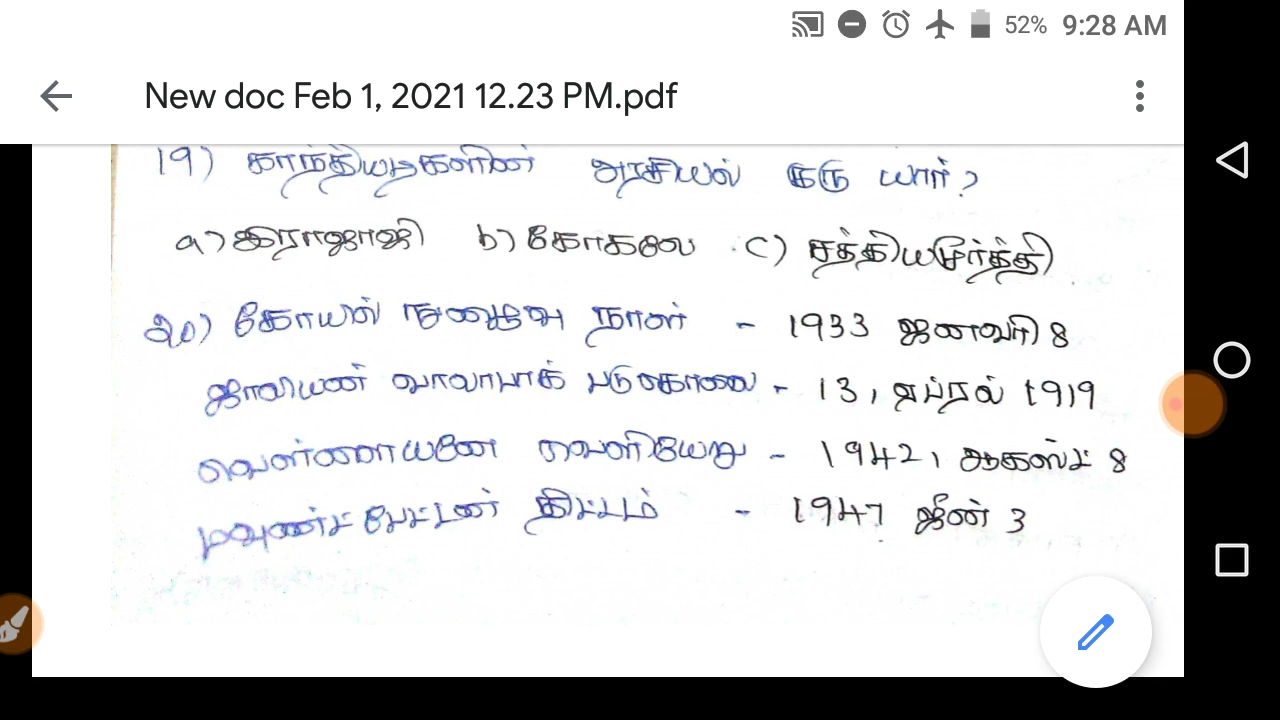 52% 9:28 AM
New doc Feb 1, 2021 12.23 PM.pdf
19) காந்தியடிகளின் அரசியல் குரு யார்?
a) இராஜாஜி b) கோகலே c) சத்தியமூர்த்தி
20) கோயில் நுழைவு நாள் - 1933 ஜனவரி 8
ஜாலியன் வாலாபாக் படுகொலை - 13, ஏப்ரல் 1919
வெள்ளையனே வெளியேறு - 1942, ஆகஸ்ட் 8
மவுண்ட்பேட்டன் திட்டம் - 1947 ஜீன் 3